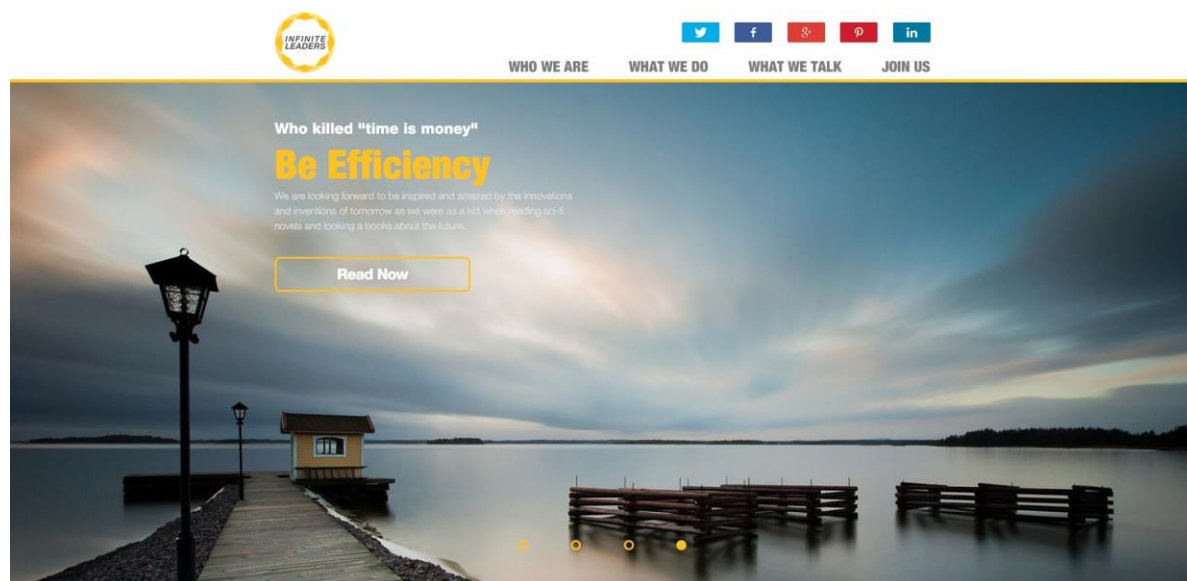 INFINITE
LEADERS
f
g+
in
WHO WE ARE WHAT WE DO WHAT WE TALK JOIN US
Who killed "time is money"
Be Efficiency
We are looking forward to be inspired and amazed by the innovations
and inventions of tomorrow as we were as a kid when reading sci-fi
novels and looking a books about the future.
Read Now